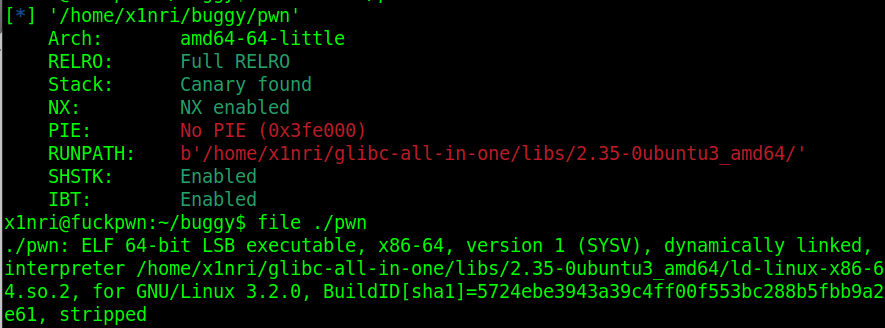 [*] '/home/x1nri/buggy/pwn'
    Arch:       amd64-64-little
    RELRO:      Full RELRO
    Stack:      Canary found
    NX:         NX enabled
    PIE:        No PIE (0x3fe000)
    RUNPATH:    b'/home/x1nri/glibc-all-in-one/libs/2.35-0ubuntu3_amd64/'
    SHSTK:      Enabled
    IBT:        Enabled
x1nri@fuckpwn:~/buggy$ file ./pwn
./pwn: ELF 64-bit LSB executable, x86-64, version 1 (SYSV), dynamically linked,
interpreter /home/x1nri/glibc-all-in-one/libs/2.35-0ubuntu3_amd64/ld-linux-x86-6
4.so.2, for GNU/Linux 3.2.0, BuildID[sha1]=5724ebe3943a39c4ff00f553bc288b5fbb9a2
e61, stripped